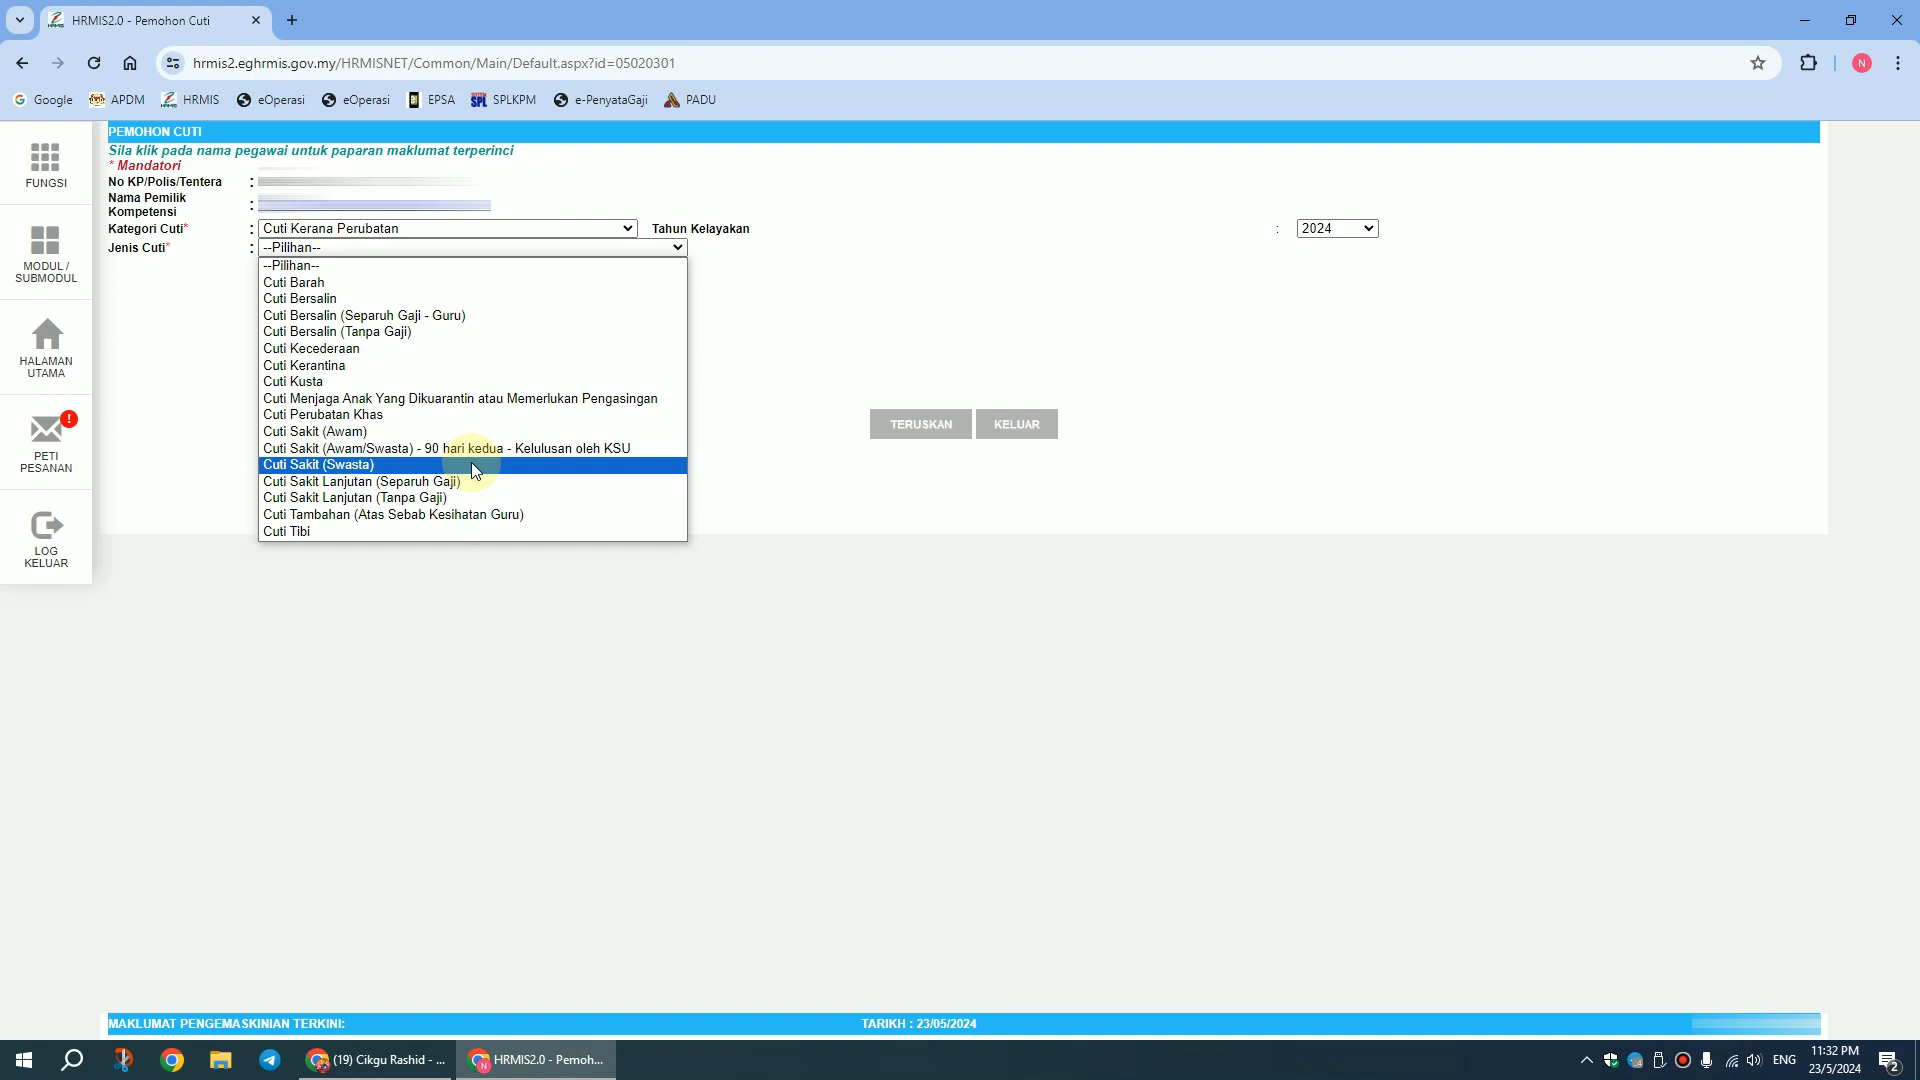 HRMIS2.0 - Pemohon Cuti
hrmis2.eghrmis.gov.my/HRMISNET/Common/Main/Default.aspx?id=05020301
N
Google APDM HRMIS eOperasi eOperasi EPSA SPLKPM e-PenyataGaji PADU
FUNGSI
MODUL /
SUBMODUL
HALAMAN
UTAMA
PETI
PESANAN
LOG
KELUAR
PEMOHON CUTI
Sila klik pada nama pegawai untuk paparan maklumat terperinci
* Mandatori
No KP/Polis/Tentera :
Nama Pemilik
Kompetensi :
Kategori Cuti* : Cuti Kerana Perubatan Tahun Kelayakan : 2024
Jenis Cuti* : --Pilihan--
--Pilihan--
Cuti Barah
Cuti Bersalin
Cuti Bersalin (Separuh Gaji - Guru)
Cuti Bersalin (Tanpa Gaji)
Cuti Kecederaan
Cuti Kerantina
Cuti Kusta
Cuti Menjaga Anak Yang Dikuarantin atau Memerlukan Pengasingan
Cuti Perubatan Khas
Cuti Sakit (Awam)
Cuti Sakit (Awam/Swasta) - 90 hari kedua - Kelulusan oleh KSU
Cuti Sakit (Swasta)
Cuti Sakit Lanjutan (Separuh Gaji)
Cuti Sakit Lanjutan (Tanpa Gaji)
Cuti Tambahan (Atas Sebab Kesihatan Guru)
Cuti Tibi
TERUSKAN KELUAR
MAKLUMAT PENGEMASKINIAN TERKINI: TARIKH : 23/05/2024
(19) Cikgu Rashid - ... HRMIS2.0 - Pemoh...
ENG
11:32 PM
23/5/2024
2